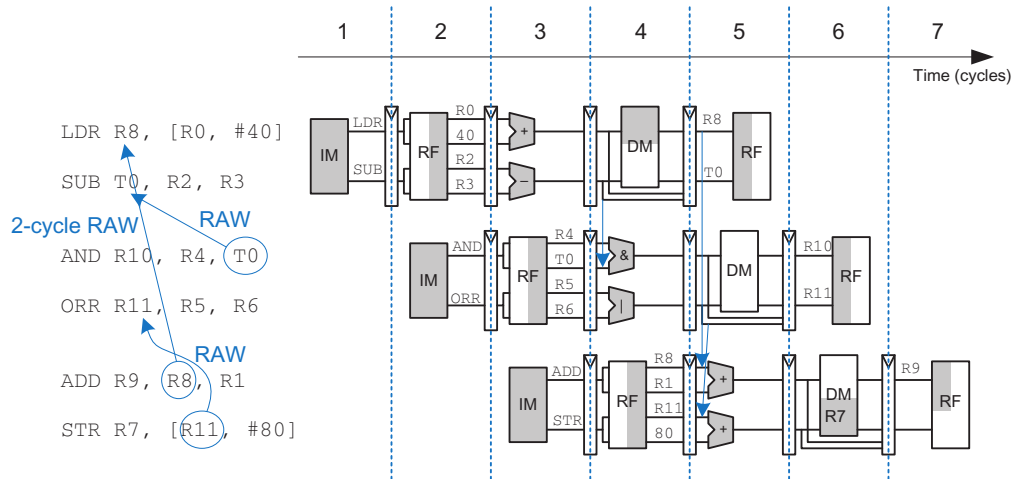 1 2 3 4 5 6 7
Time (cycles)
LDR R8, [R0, #40]
SUB T0, R2, R3
2-cycle RAW
RAW
AND R10, R4, T0
ORR R11, R5, R6
RAW
ADD R9, R8, R1
STR R7, [R11, #80]
IM
LDR
SUB
RF
R0
40
R2
R3
+
−
DM
R8
T0
RF
IM
AND
ORR
RF
R4
T0
R5
R6
&
|
DM
R10
R11
RF
IM
ADD
STR
RF
R8
R1
R11
80
+
+
DM
R7
R9
RF